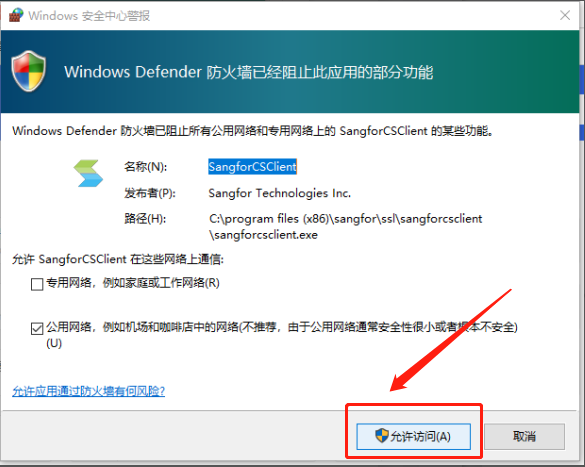 Windows 安全中心警报
Windows Defender 防火墙已经阻止此应用的部分功能
Windows Defender 防火墙已阻止所有公用网络和专用网络上的 SangforCSClient 的某些功能。
名称(N): SangforCSClient
发布者(P): Sangfor Technologies Inc.
路径(H): C:\program files (x86)\sangfor\ssl\sangforcsclient
\sangforcsclient.exe
允许 SangforCSClient 在这些网络上通信:
专用网络，例如家庭或工作网络(R)
公用网络，例如机场和咖啡店中的网络(不推荐，由于公用网络通常安全性很小或者根本不安全)
(U)
允许应用通过防火墙有何风险?
允许访问(A) 取消